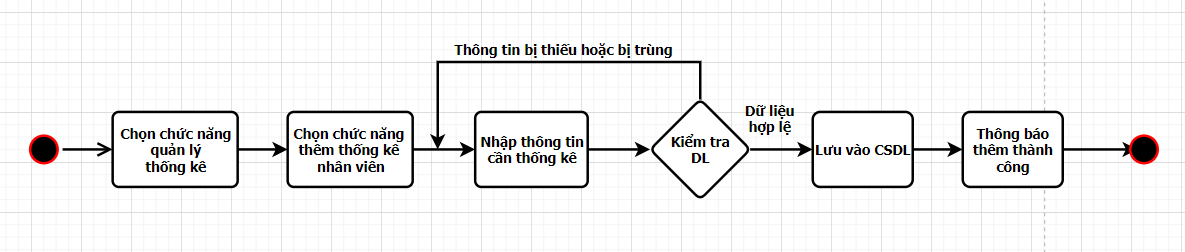 Thông tin bị thiếu hoặc bị trùng
Chọn chức năng
quản lý
thống kê
Chọn chức năng
thêm thống kê
nhân viên
Nhập thông tin
cần thống kê
Kiểm tra
DL
Dữ liệu
hợp lệ
Lưu vào CSDL
Thông báo
thêm thành
công